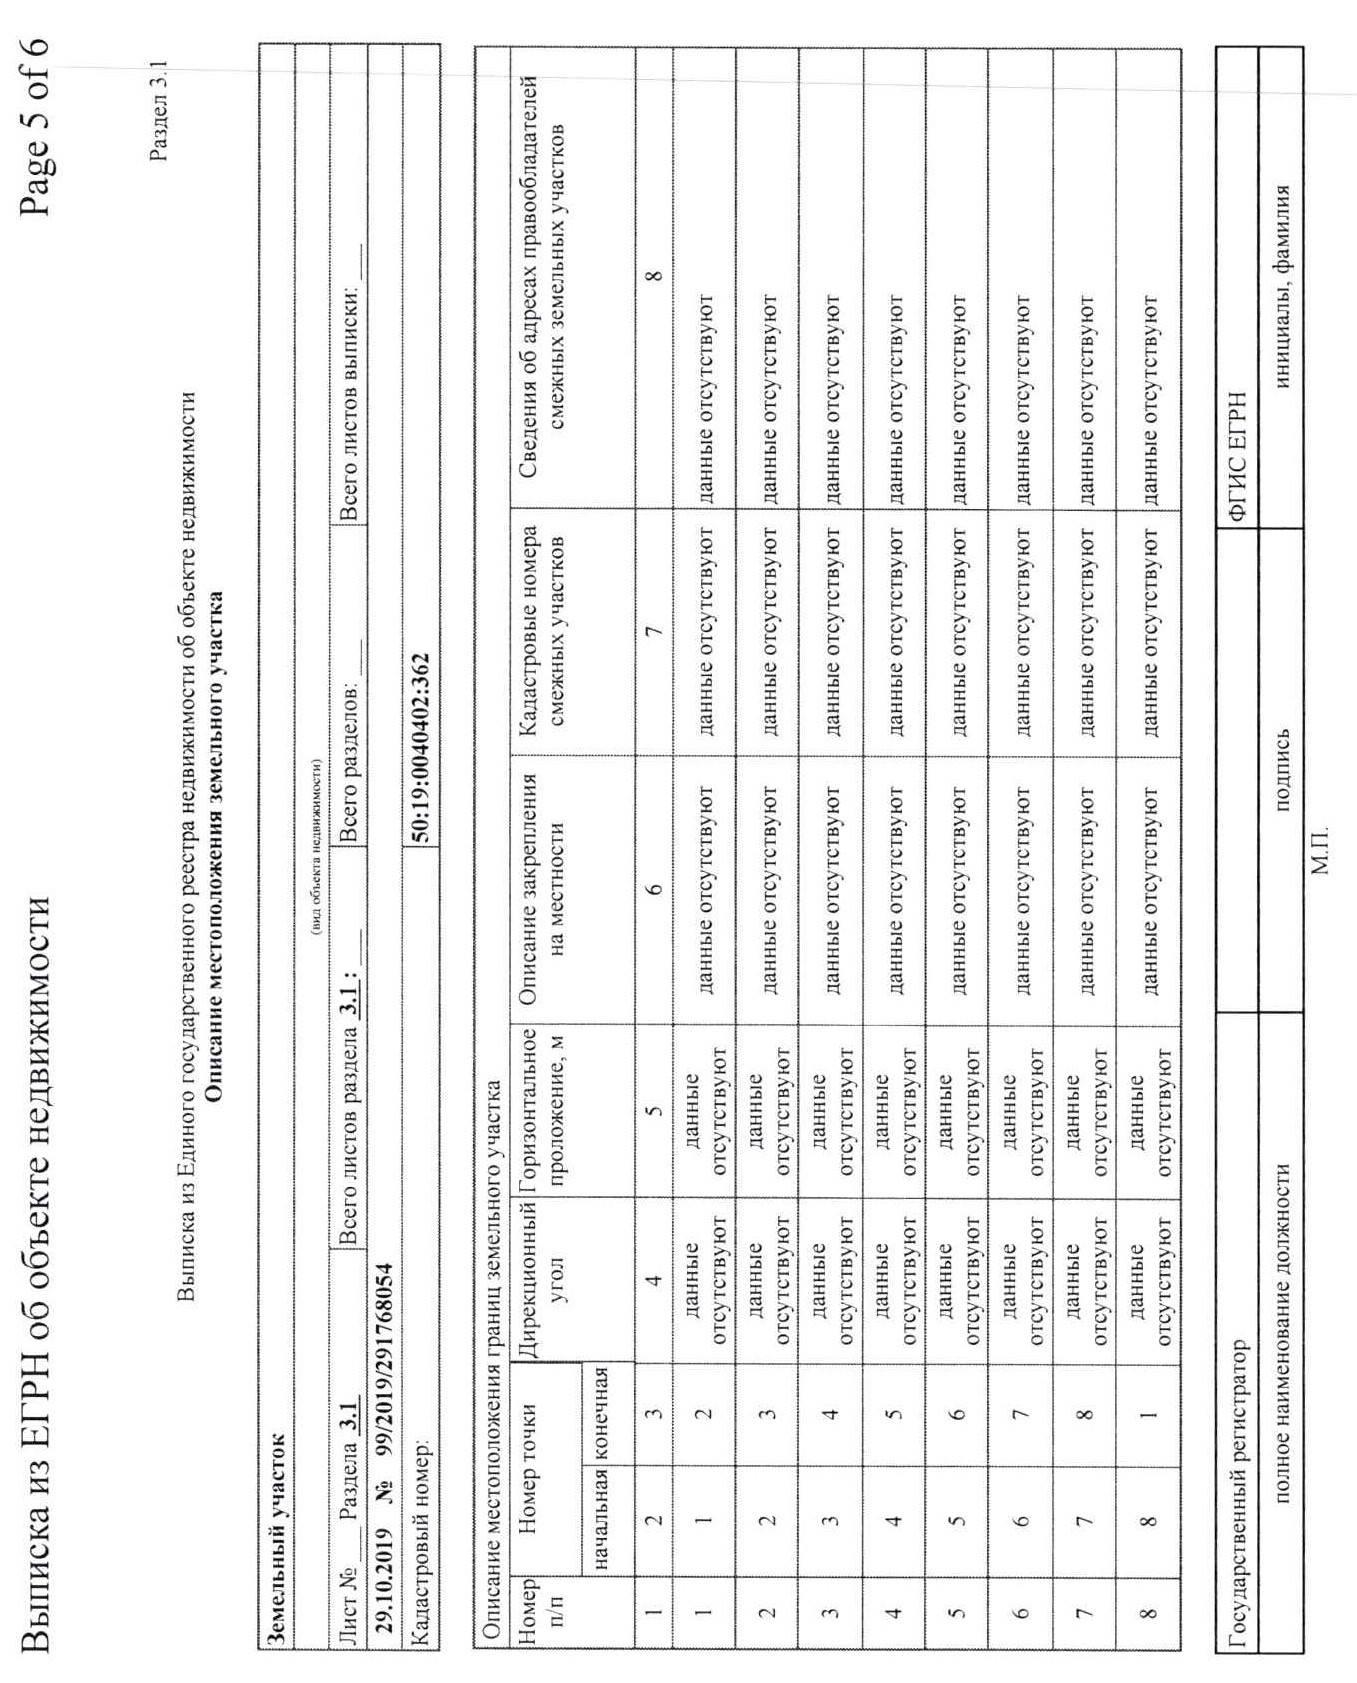 Выписка из ЕГРН об объекте недвижимости Page 5 of 6
Раздел 3.1
Выписка из Единого государственного реестра недвижимости об объекте недвижимости
Описание местоположения земельного участка
Земельный участок
(вид объекта недвижимости)
Лист № ___ Раздела 3.1 Всего листов раздела 3.1 : ___ Всего разделов: ___ Всего листов выписки: ___
29.10.2019 № 99/2019/291768054
Кадастровый номер: 50:19:0040402:362
Описание местоположения границ земельного участка
Номер п/п Номер точки Дирекционный угол Горизонтальное проложение, м Описание закрепления на местности Кадастровые номера смежных участков Сведения об адресах правообладателей смежных земельных участков
начальная конечная
1 2 3 4 5 6 7 8
1 1 2 данные отсутствуют данные отсутствуют данные отсутствуют данные отсутствуют данные отсутствуют
2 2 3 данные отсутствуют данные отсутствуют данные отсутствуют данные отсутствуют данные отсутствуют
3 3 4 данные отсутствуют данные отсутствуют данные отсутствуют данные отсутствуют данные отсутствуют
4 4 5 данные отсутствуют данные отсутствуют данные отсутствуют данные отсутствуют данные отсутствуют
5 5 6 данные отсутствуют данные отсутствуют данные отсутствуют данные отсутствуют данные отсутствуют
6 6 7 данные отсутствуют данные отсутствуют данные отсутствуют данные отсутствуют данные отсутствуют
7 7 8 данные отсутствуют данные отсутствуют данные отсутствуют данные отсутствуют данные отсутствуют
8 8 1 данные отсутствуют данные отсутствуют данные отсутствуют данные отсутствуют данные отсутствуют
Государственный регистратор ФГИС ЕГРН
полное наименование должности подпись инициалы, фамилия
М.П.